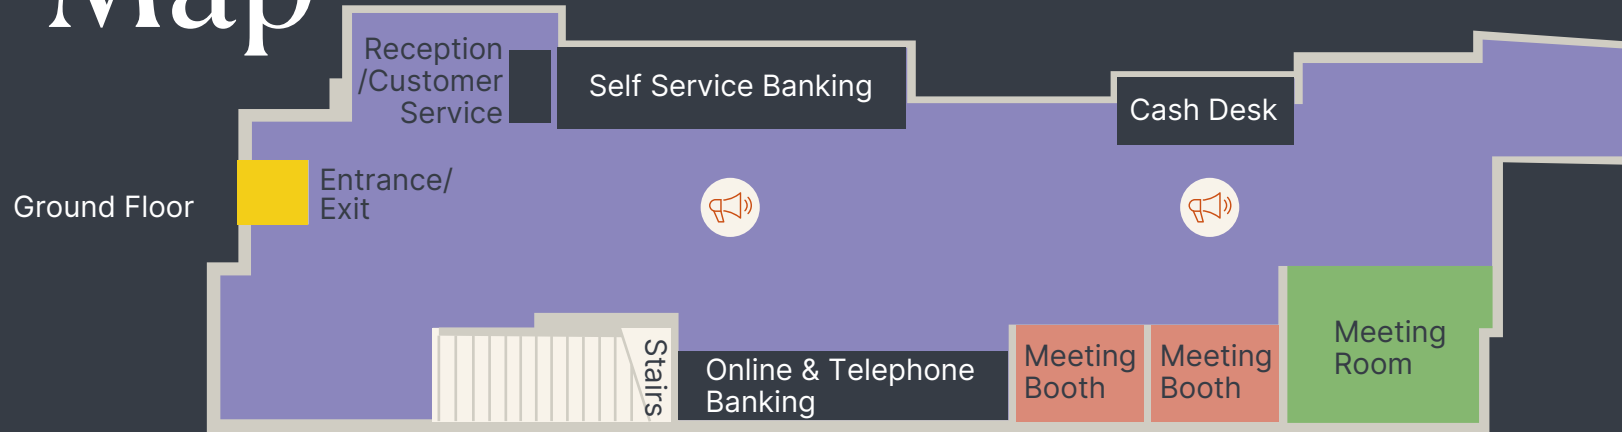 Map
Reception
/Customer
Service
Self Service Banking
Cash Desk
Entrance/
Exit
Ground Floor
Stairs
Online & Telephone
Banking
Meeting
Booth
Meeting
Booth
Meeting
Room